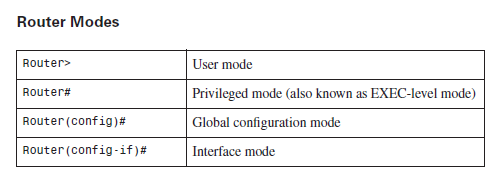 Router Modes
Router> User mode
Router# Privileged mode (also known as EXEC-level mode)
Router(config)# Global configuration mode
Router(config-if)# Interface mode